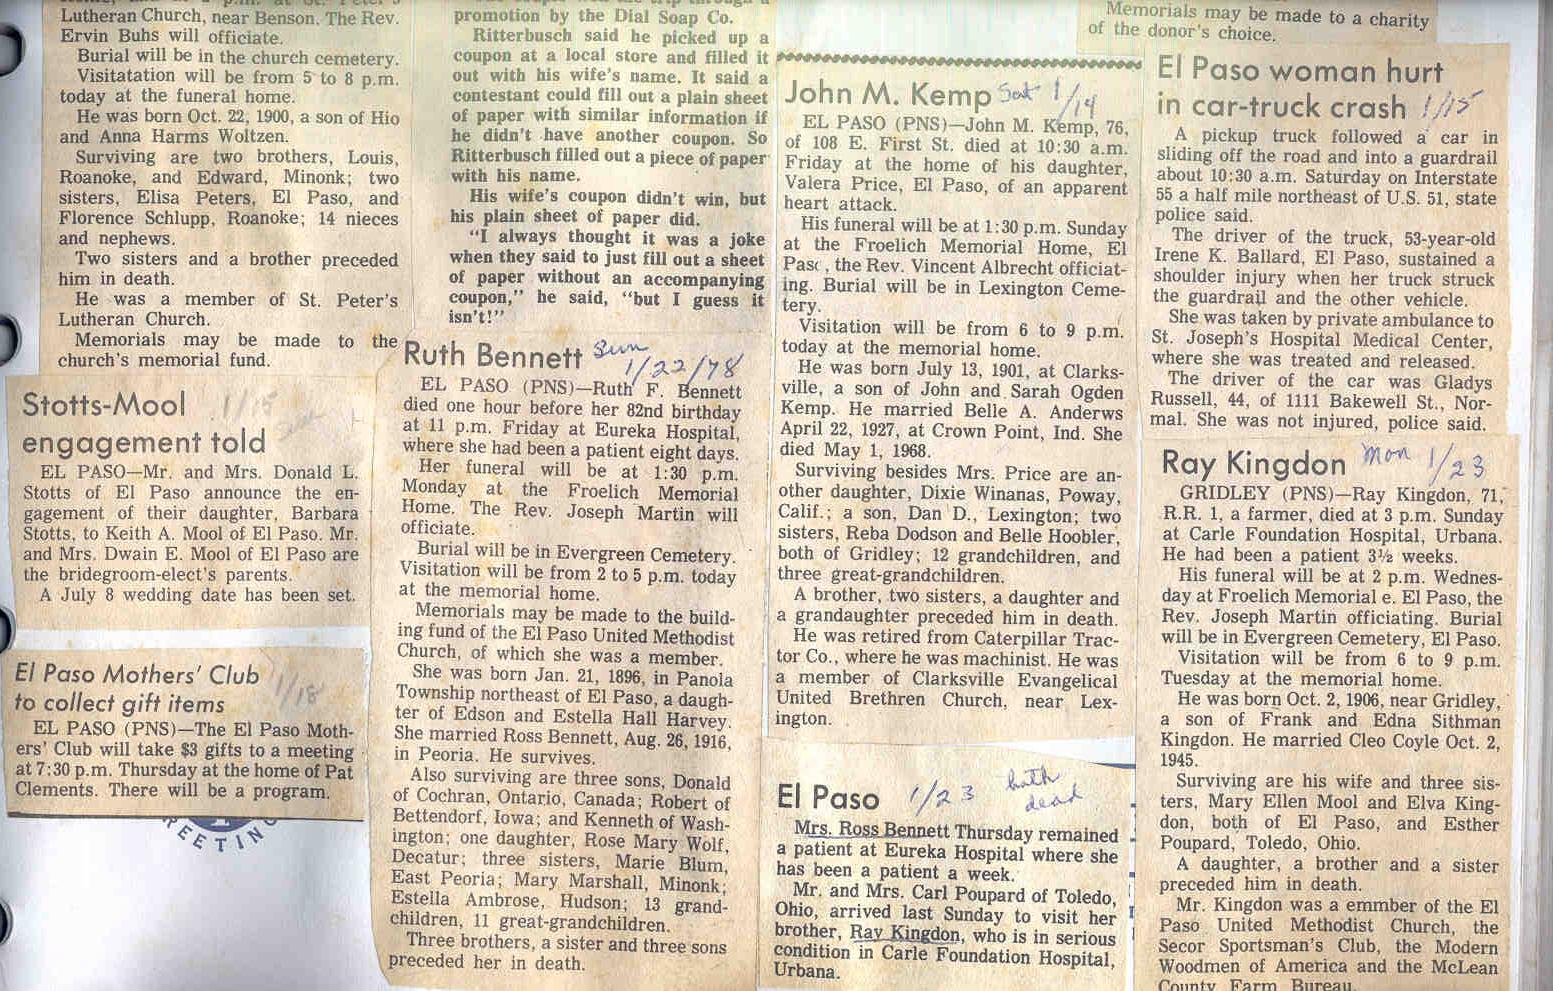 Lutheran Church, near Benson. The Rev.
Ervin Buhs will officiate.
Burial will be in the church cemetery.
Visitatation will be from 5 to 8 p.m.
today at the funeral home.
He was born Oct. 22, 1900, a son of Hio
and Anna Harms Woltzen.
Surviving are two brothers, Louis,
Roanoke, and Edward, Minonk; two
sisters, Elisa Peters, El Paso, and
Florence Schlupp, Roanoke; 14 nieces
and nephews.
Two sisters and a brother preceded
him in death.
He was a member of St. Peter's
Lutheran Church.
Memorials may be made to the
church's memorial fund.
Stotts-Mool 1/15
engagement told
EL PASO—Mr. and Mrs. Donald L.
Stotts of El Paso announce the en-
gagement of their daughter, Barbara
Stotts, to Keith A. Mool of El Paso. Mr.
and Mrs. Dwain E. Mool of El Paso are
the bridegroom-elect's parents.
A July 8 wedding date has been set.
El Paso Mothers' Club
to collect gift items 1/18
EL PASO (PNS)—The El Paso Moth-
ers' Club will take $3 gifts to a meeting
at 7:30 p.m. Thursday at the home of Pat
Clements. There will be a program.
REETING
promotion by the Dial Soap Co.
Ritterbusch said he picked up a
coupon at a local store and filled it
out with his wife's name. It said a
contestant could fill out a plain sheet
of paper with similar information if
he didn't have another coupon. So
Ritterbusch filled out a piece of paper
with his name.
His wife's coupon didn't win, but
his plain sheet of paper did.
"I always thought it was a joke
when they said to just fill out a sheet
of paper without an accompanying
coupon," he said, "but I guess it
isn't!"
Ruth Bennett Sun
1/22/78
EL PASO (PNS)—Ruth F. Bennett
died one hour before her 82nd birthday
at 11 p.m. Friday at Eureka Hospital,
where she had been a patient eight days.
Her funeral will be at 1:30 p.m.
Monday at the Froelich Memorial
Home. The Rev. Joseph Martin will
officiate.
Burial will be in Evergreen Cemetery.
Visitation will be from 2 to 5 p.m. today
at the memorial home.
Memorials may be made to the build-
ing fund of the El Paso United Methodist
Church, of which she was a member.
She was born Jan. 21, 1896, in Panola
Township northeast of El Paso, a daugh-
ter of Edson and Estella Hall Harvey.
She married Ross Bennett, Aug. 26, 1916,
in Peoria. He survives.
Also surviving are three sons, Donald
of Cochran, Ontario, Canada; Robert of
Bettendorf, Iowa; and Kenneth of Wash-
ington; one daughter, Rose Mary Wolf,
Decatur; three sisters, Marie Blum,
East Peoria; Mary Marshall, Minonk;
Estella Ambrose, Hudson; 13 grand-
children, 11 great-grandchildren.
Three brothers, a sister and three sons
preceded her in death.
John M. Kemp Sat 1/14
EL PASO (PNS)—John M. Kemp, 76,
of 108 E. First St. died at 10:30 a.m.
Friday at the home of his daughter,
Valera Price, El Paso, of an apparent
heart attack.
His funeral will be at 1:30 p.m. Sunday
at the Froelich Memorial Home, El
Paso, the Rev. Vincent Albrecht officiat-
ing. Burial will be in Lexington Ceme-
tery.
Visitation will be from 6 to 9 p.m.
today at the memorial home.
He was born July 13, 1901, at Clarks-
ville, a son of John and Sarah Ogden
Kemp. He married Belle A. Anderws
April 22, 1927, at Crown Point, Ind. She
died May 1, 1968.
Surviving besides Mrs. Price are an-
other daughter, Dixie Winanas, Poway,
Calif.; a son, Dan D., Lexington; two
sisters, Reba Dodson and Belle Hoobler,
both of Gridley; 12 grandchildren, and
three great-grandchildren.
A brother, two sisters, a daughter and
a grandaughter preceded him in death.
He was retired from Caterpillar Trac-
tor Co., where he was machinist. He was
a member of Clarksville Evangelical
United Brethren Church, near Lex-
ington.
El Paso 1/23 both
dead
Mrs. Ross Bennett Thursday remained
a patient at Eureka Hospital where she
has been a patient a week.
Mr. and Mrs. Carl Poupard of Toledo,
Ohio, arrived last Sunday to visit her
brother, Ray Kingdon, who is in serious
condition in Carle Foundation Hospital,
Urbana.
Memorials may be made to a charity
of the donor's choice.
El Paso woman hurt
in car-truck crash 1/15
A pickup truck followed a car in
sliding off the road and into a guardrail
about 10:30 a.m. Saturday on Interstate
55 a half mile northeast of U.S. 51, state
police said.
The driver of the truck, 53-year-old
Irene K. Ballard, El Paso, sustained a
shoulder injury when her truck struck
the guardrail and the other vehicle.
She was taken by private ambulance to
St. Joseph's Hospital Medical Center,
where she was treated and released.
The driver of the car was Gladys
Russell, 44, of 1111 Bakewell St., Nor-
mal. She was not injured, police said.
Ray Kingdon Mon 1/23
GRIDLEY (PNS)—Ray Kingdon, 71,
R.R. 1, a farmer, died at 3 p.m. Sunday
at Carle Foundation Hospital, Urbana.
He had been a patient 3½ weeks.
His funeral will be at 2 p.m. Wednes-
day at Froelich Memorial e. El Paso, the
Rev. Joseph Martin officiating. Burial
will be in Evergreen Cemetery, El Paso.
Visitation will be from 6 to 9 p.m.
Tuesday at the memorial home.
He was born Oct. 2, 1906, near Gridley,
a son of Frank and Edna Sithman
Kingdon. He married Cleo Coyle Oct. 2,
1945.
Surviving are his wife and three sis-
ters, Mary Ellen Mool and Elva King-
don, both of El Paso, and Esther
Poupard, Toledo, Ohio.
A daughter, a brother and a sister
preceded him in death.
Mr. Kingdon was a emmber of the El
Paso United Methodist Church, the
Secor Sportsman's Club, the Modern
Woodmen of America and the McLean
County Farm Bureau.